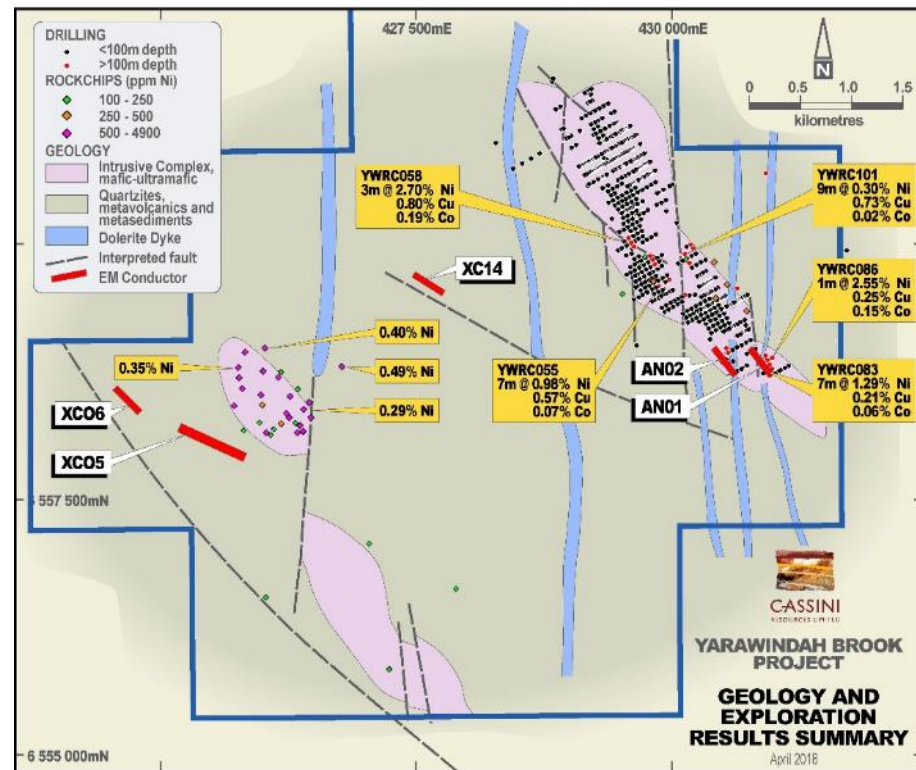 427 500mE
430 000mE
DRILLING
<100m depth
>100m depth
ROCKCHIPS (ppm Ni)
100 - 250
250 - 500
500 - 4900
GEOLOGY
Intrusive Complex,
mafic-ultramafic
Quartzites,
metavolcanics and
metasediments
Dolerite Dyke
Interpreted fault
EM Conductor
N
0 0.5 1.0 1.5
kilometres
YWRC058
3m @ 2.70% Ni
0.80% Cu
0.19% Co
YWRC101
9m @ 0.30% Ni
0.73% Cu
0.02% Co
XC14
YWRC086
1m @ 2.55% Ni
0.25% Cu
0.15% Co
0.40% Ni
0.35% Ni
0.49% Ni
YWRC055
7m @ 0.98% Ni
0.57% Cu
0.07% Co
AN02
AN01
YWRC083
7m @ 1.29% Ni
0.21% Cu
0.06% Co
XCO6
0.29% Ni
XCO5
6 557 500mN
CASSINI
RESOURCES LIMITED
YARAWINDAH BROOK
PROJECT
GEOLOGY AND
EXPLORATION
RESULTS SUMMARY
April 2018
6 555 000mN